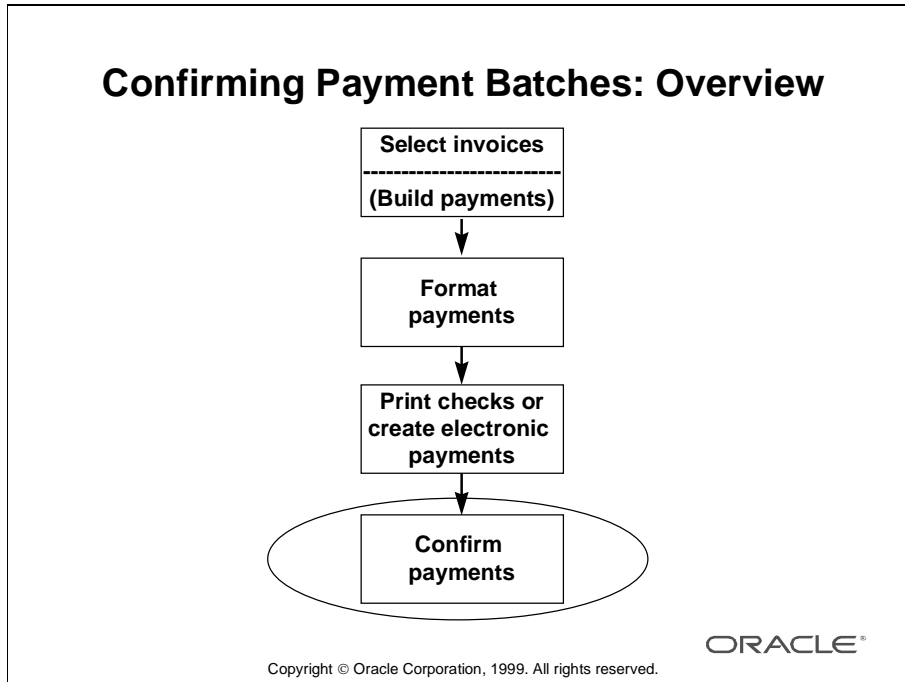 Confirming Payment Batches: Overview
Select invoices
--------------------------
(Build payments)
Format
payments
Print checks or
create electronic
payments
Confirm
payments
ORACLE®
Copyright © Oracle Corporation, 1999. All rights reserved.